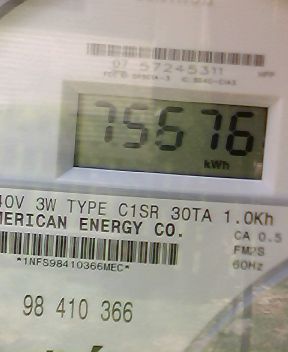 07 57245311
75676
kWh
40V 3W TYPE C1SR 30TA 1.0Kh
MERICAN ENERGY CO.
CA 0.5
FM2S
60Hz
*1NFS98410366MEC*
98 410 366